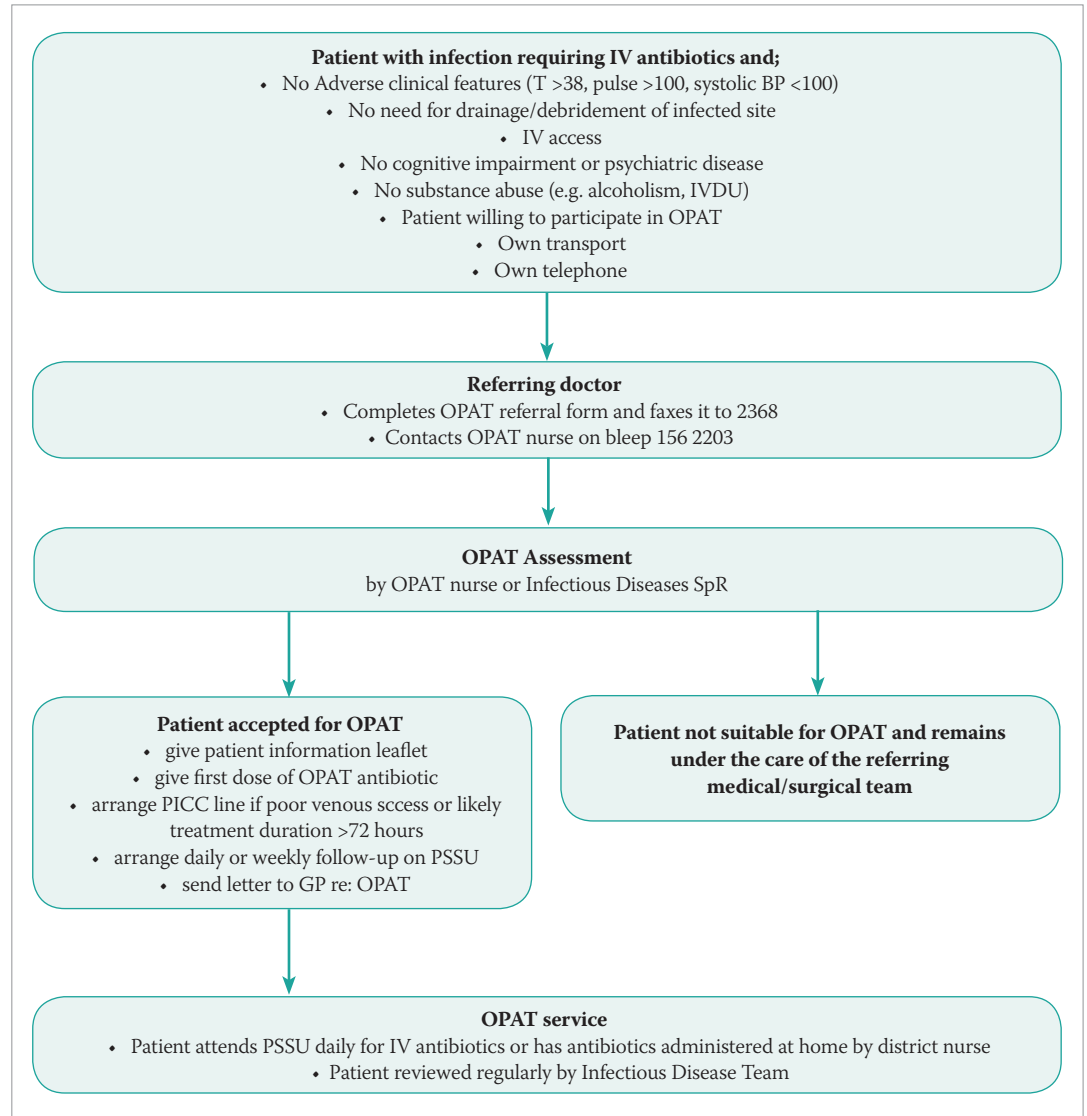 Patient with infection requiring IV antibiotics and;
• No Adverse clinical features (T >38, pulse >100, systolic BP <100)
• No need for drainage/debridement of infected site
• IV access
• No cognitive impairment or psychiatric disease
• No substance abuse (e.g. alcoholism, IVDU)
• Patient willing to participate in OPAT
• Own transport
• Own telephone
Referring doctor
• Completes OPAT referral form and faxes it to 2368
• Contacts OPAT nurse on bleep 156 2203
OPAT Assessment
by OPAT nurse or Infectious Diseases SpR
Patient accepted for OPAT
• give patient information leaflet
• give first dose of OPAT antibiotic
• arrange PICC line if poor venous sccess or likely
treatment duration >72 hours
• arrange daily or weekly follow-up on PSSU
• send letter to GP re: OPAT
Patient not suitable for OPAT and remains
under the care of the referring
medical/surgical team
OPAT service
• Patient attends PSSU daily for IV antibiotics or has antibiotics administered at home by district nurse
• Patient reviewed regularly by Infectious Disease Team